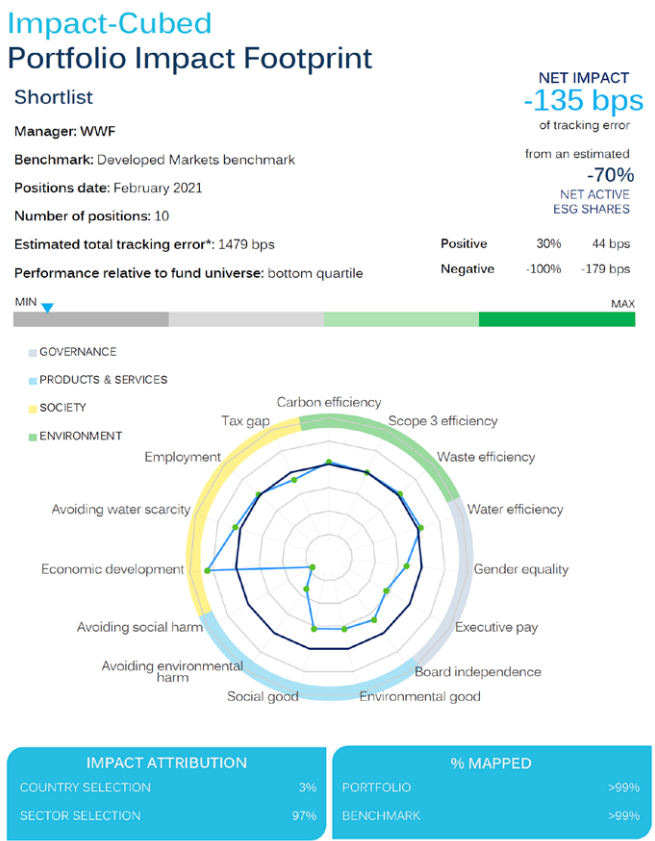 Impact-Cubed
Portfolio Impact Footprint
NET IMPACT
-135 bps
of tracking error
from an estimated
-70%
NET ACTIVE
ESG SHARES
Shortlist
Manager: WWF
Benchmark: Developed Markets benchmark
Positions date: February 2021
Number of positions: 10
Estimated total tracking error*: 1479 bps
Performance relative to fund universe: bottom quartile
Positive 30% 44 bps
Negative -100% -179 bps
MIN
MAX
GOVERNANCE
PRODUCTS & SERVICES
SOCIETY
ENVIRONMENT
Carbon efficiency
Scope 3 efficiency
Waste efficiency
Water efficiency
Gender equality
Executive pay
Board independence
Environmental good
Social good
Avoiding environmental
harm
Avoiding social harm
Economic development
Avoiding water scarcity
Employment
Tax gap
IMPACT ATTRIBUTION
COUNTRY SELECTION 3%
SECTOR SELECTION 97%
% MAPPED
PORTFOLIO >99%
BENCHMARK >99%